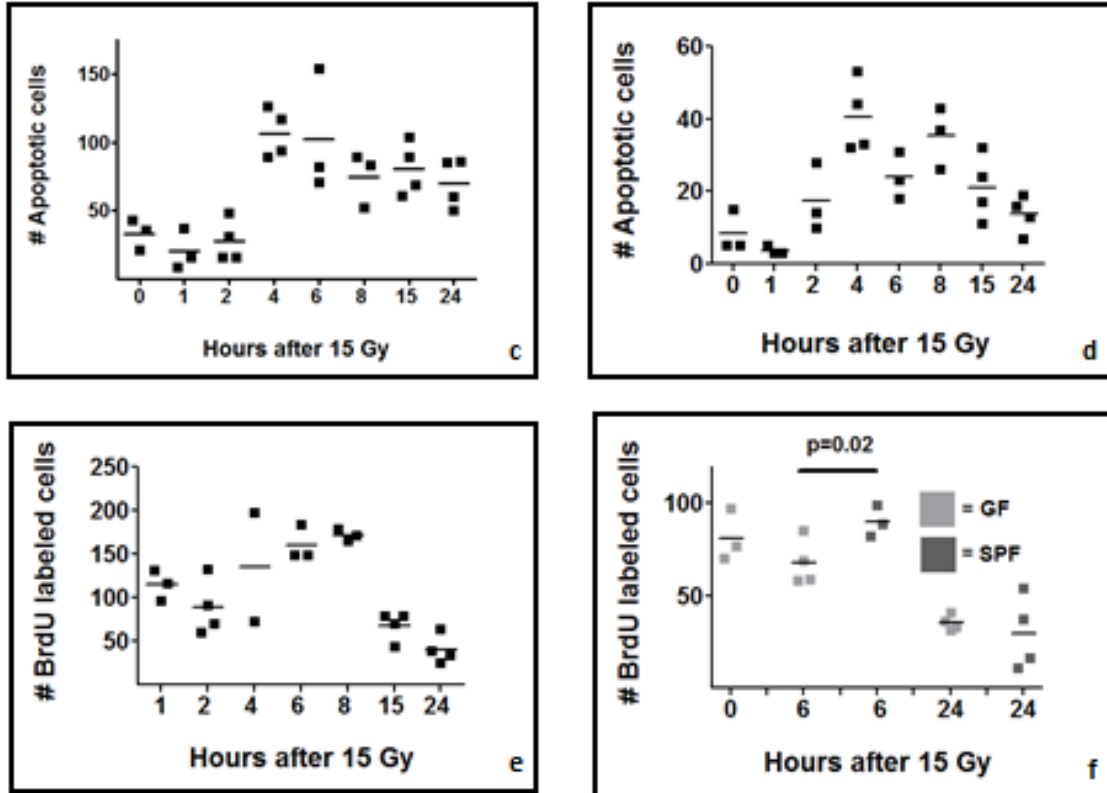 # Apoptotic cells
150
100
50
0 1 2 4 6 8 15 24
Hours after 15 Gy
c
# Apoptotic cells
60
40
20
0
0 1 2 4 6 8 15 24
Hours after 15 Gy
d
# BrdU labeled cells
250
200
150
100
50
1 2 4 6 8 15 24
Hours after 15 Gy
e
# BrdU labeled cells
p=0.02
100
50
= GF
= SPF
0 6 6 24 24
Hours after 15 Gy
f